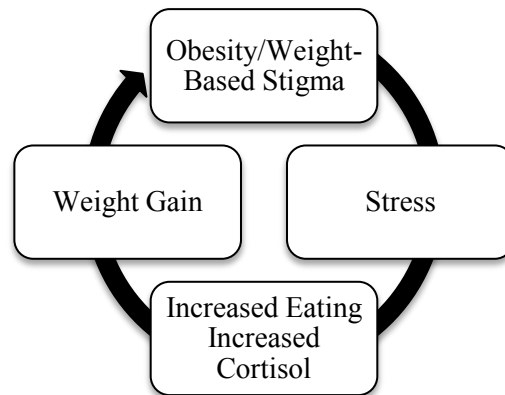 Obesity/Weight-
Based Stigma
Weight Gain
Stress
Increased Eating
Increased
Cortisol